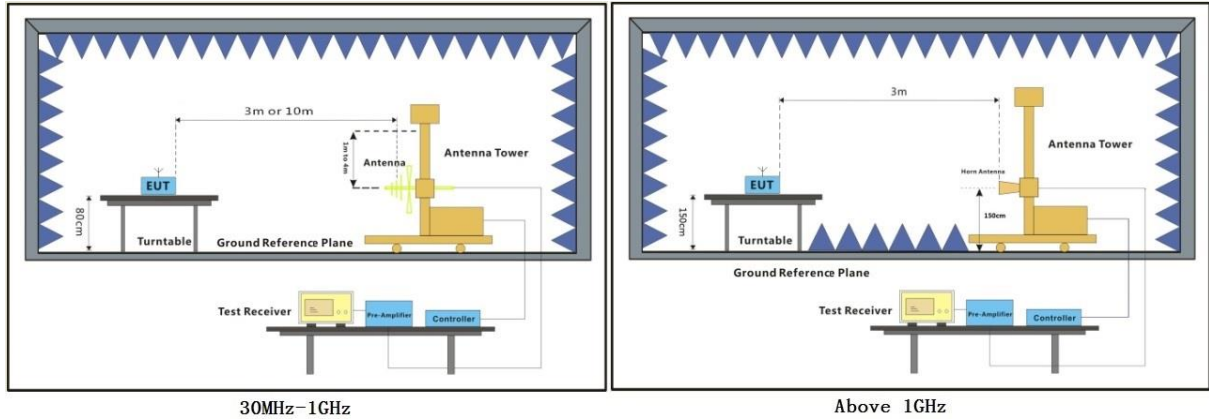 3m or 10m
1m to 4m
Antenna
Antenna Tower
EUT
80cm
Turntable
Ground Reference Plane
Test Receiver
Pre-Amplifier
Controller
30MHz-1GHz
3m
Antenna Tower
Horn Antenna
EUT
150cm
150cm
Turntable
Ground Reference Plane
Test Receiver
Pre-Amplifier
Controller
Above 1GHz